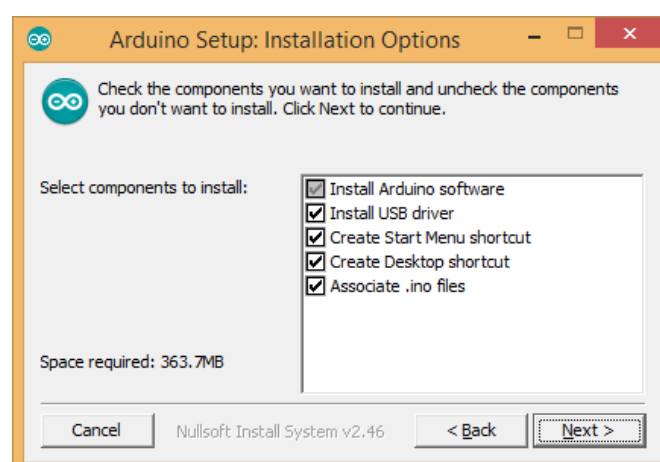 Arduino Setup: Installation Options
Check the components you want to install and uncheck the components
you don't want to install. Click Next to continue.
Select components to install:
Install Arduino software
Install USB driver
Create Start Menu shortcut
Create Desktop shortcut
Associate .ino files
Space required: 363.7MB
Cancel
Nullsoft Install System v2.46
< Back
Next >